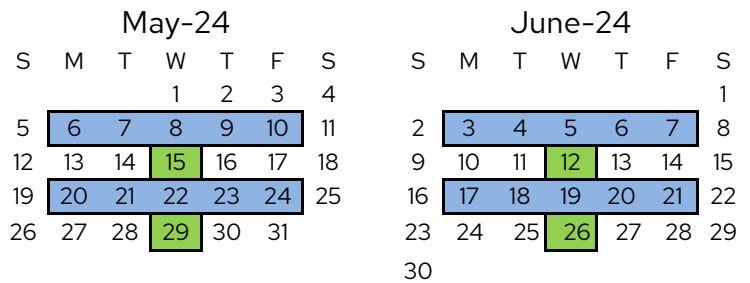 May-24
S M T W T F S
1 2 3 4
5 6 7 8 9 10 11
12 13 14 15 16 17 18
19 20 21 22 23 24 25
26 27 28 29 30 31
June-24
S M T W T F S
1
2 3 4 5 6 7 8
9 10 11 12 13 14 15
16 17 18 19 20 21 22
23 24 25 26 27 28 29
30